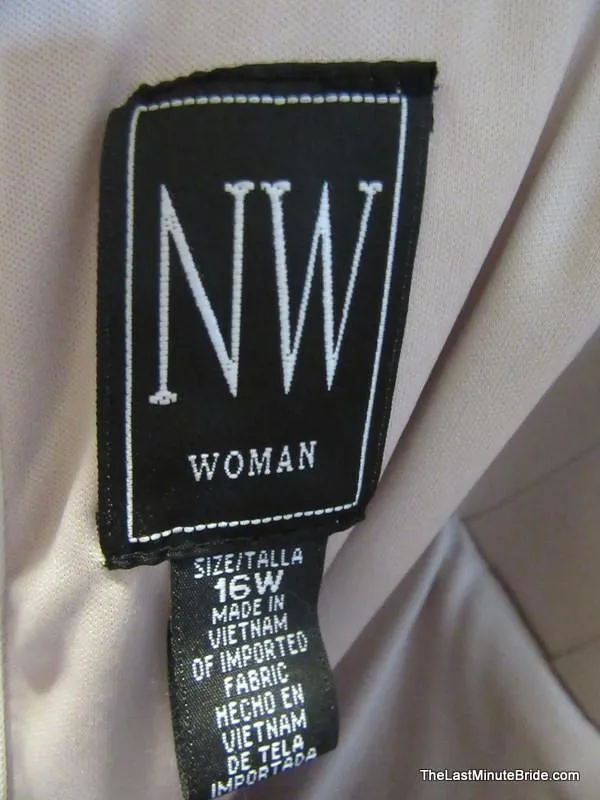 NW
WOMAN
SIZE/TALLA
16W
MADE IN
VIETNAM
OF IMPORTED
FABRIC
HECHO EN
VIETNAM
DE TELA
IMPORTADA
TheLastMinuteBride.com